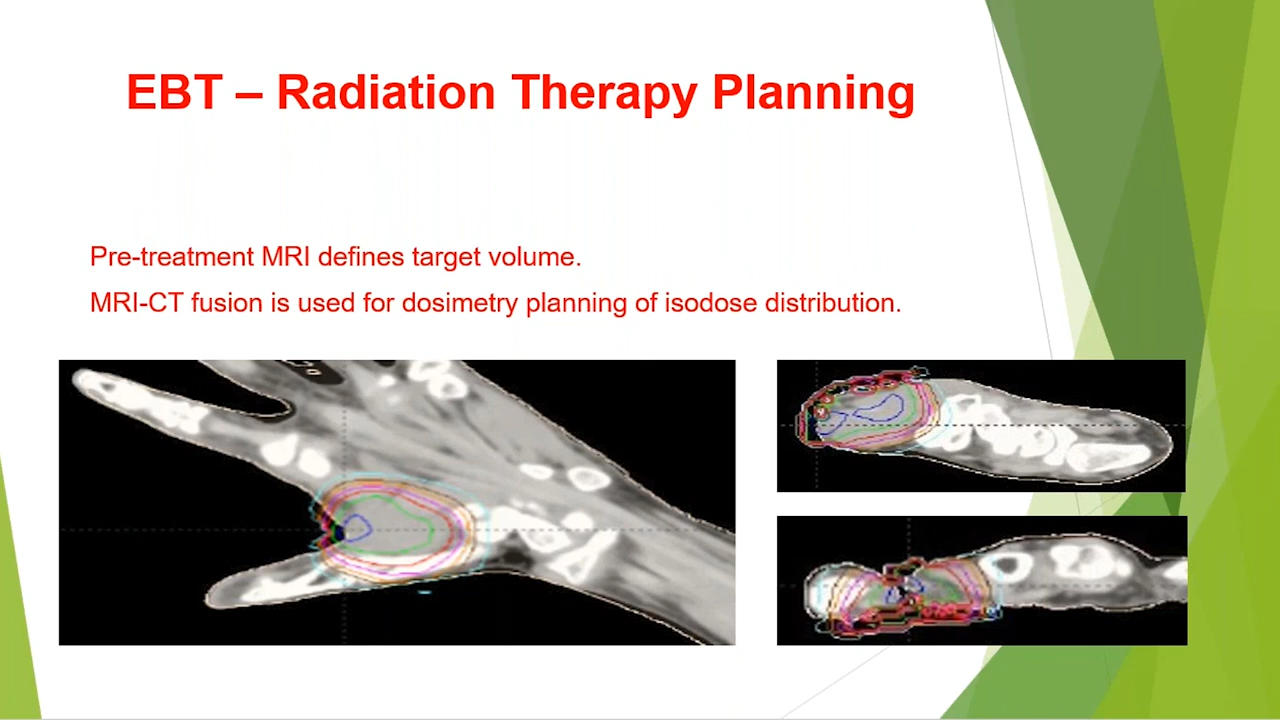 EBT – Radiation Therapy Planning
Pre-treatment MRI defines target volume.
MRI-CT fusion is used for dosimetry planning of isodose distribution.